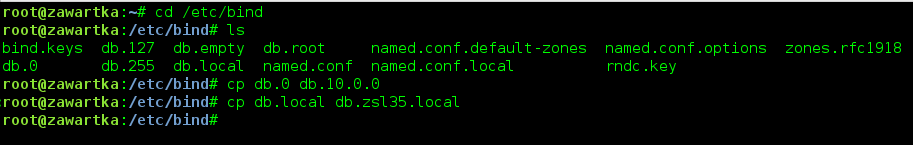 root@zawartka:~# cd /etc/bind
root@zawartka:/etc/bind# ls
bind.keys  db.127  db.empty  db.root     named.conf.default-zones  named.conf.options  zones.rfc1918
db.0       db.255  db.local  named.conf  named.conf.local          rndc.key
root@zawartka:/etc/bind# cp db.0 db.10.0.0
root@zawartka:/etc/bind# cp db.local db.zsl35.local
root@zawartka:/etc/bind#